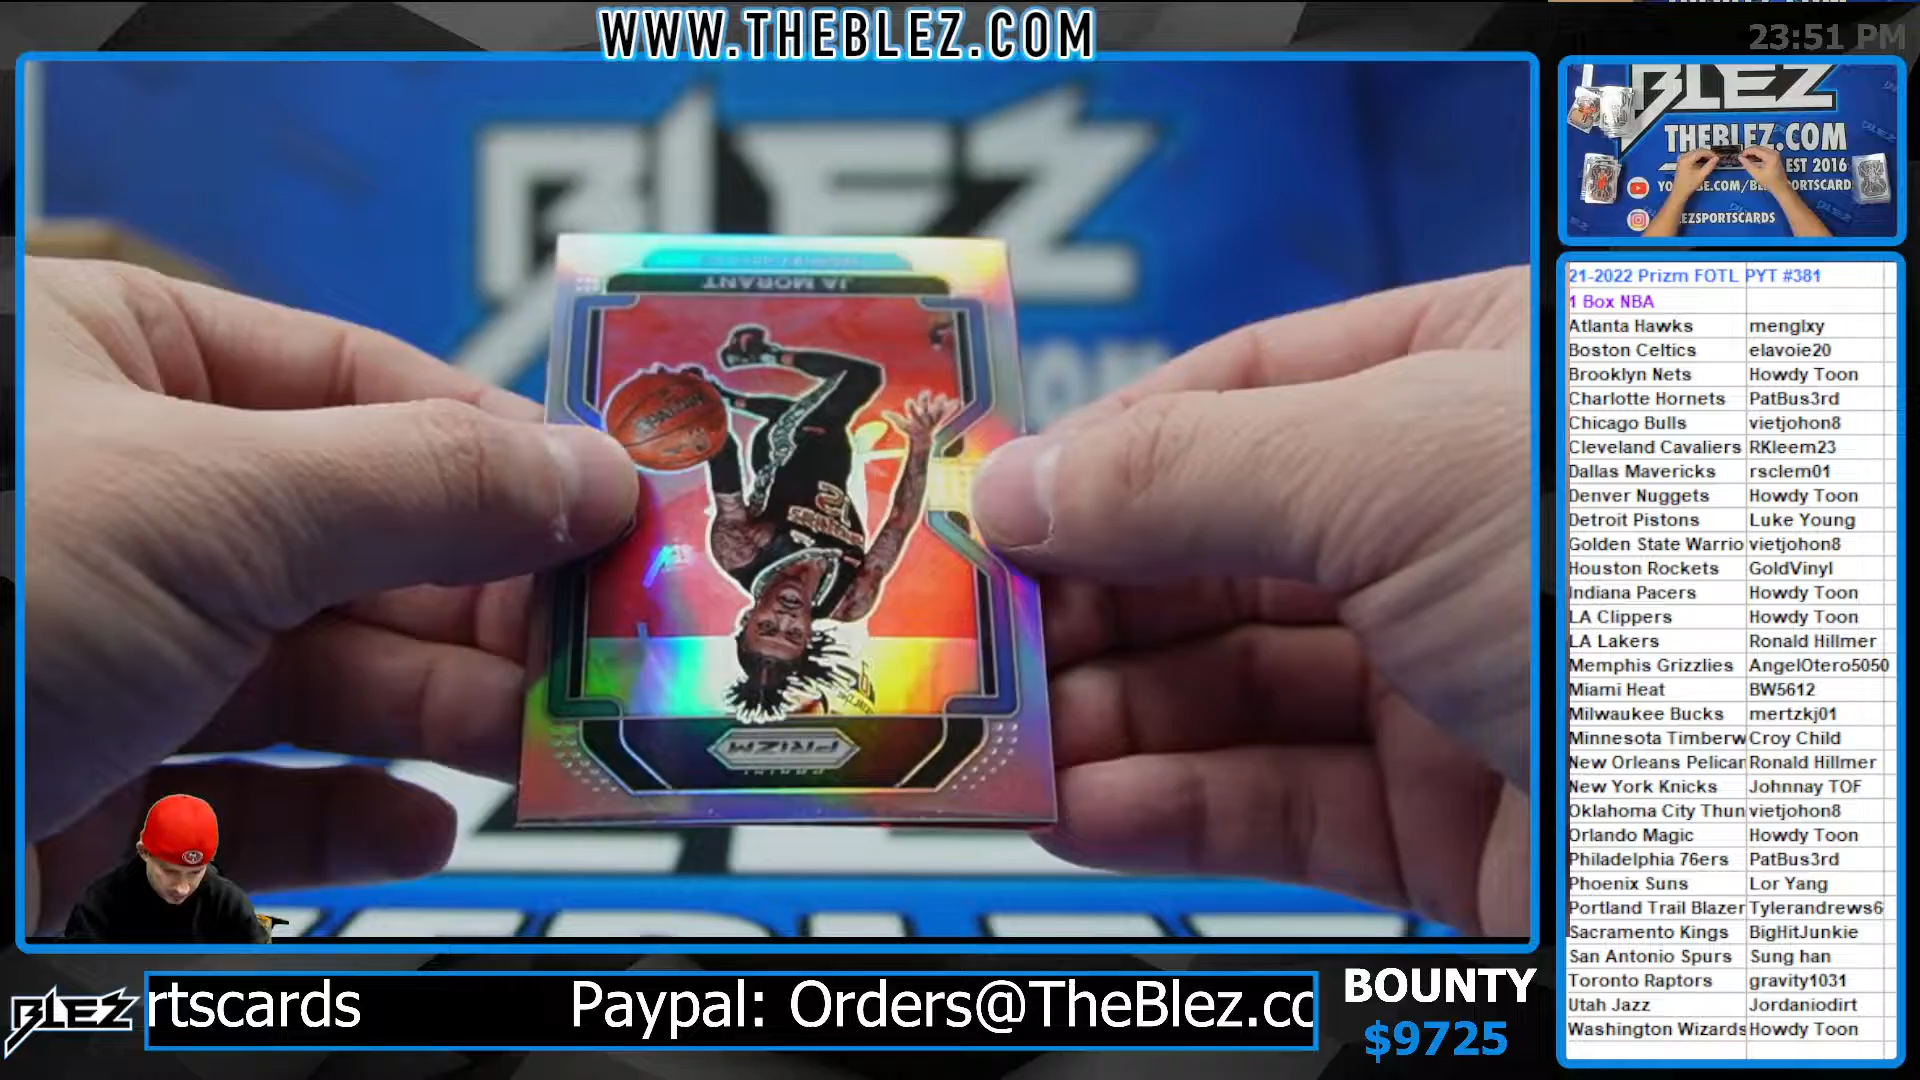 WWW.THEBLEZ.COM
23:51 PM
BLEZ
JA MORANT
PRIZM
PANINI
BLEZ
THEBLEZ.COM
EST 2016
21-2022 Prizm FOTL PYT #381
1 Box NBA
Atlanta Hawks menglxy
Boston Celtics elavoie20
Brooklyn Nets Howdy Toon
Charlotte Hornets PatBus3rd
Chicago Bulls vietjohon8
Cleveland Cavaliers RKleem23
Dallas Mavericks rsclem01
Denver Nuggets Howdy Toon
Detroit Pistons Luke Young
Golden State Warrio vietjohon8
Houston Rockets GoldVinyl
Indiana Pacers Howdy Toon
LA Clippers Howdy Toon
LA Lakers Ronald Hillmer
Memphis Grizzlies AngelOtero5050
Miami Heat BW5612
Milwaukee Bucks mertzkj01
Minnesota Timberw Croy Child
New Orleans Pelican Ronald Hillmer
New York Knicks Johnnay TOF
Oklahoma City Thun vietjohon8
Orlando Magic Howdy Toon
Philadelphia 76ers PatBus3rd
Phoenix Suns Lor Yang
Portland Trail Blazer Tylerandrews6
Sacramento Kings BigHitJunkie
San Antonio Spurs Sung han
Toronto Raptors gravity1031
Utah Jazz Jordaniodirt
Washington Wizards Howdy Toon
BLEZ
rtscards Paypal: Orders@TheBlez.co
BOUNTY
$9725